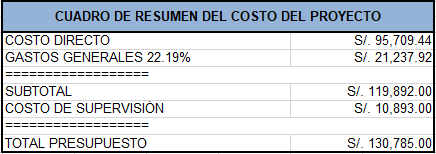 CUADRO DE RESUMEN DEL COSTO DEL PROYECTO
COSTO DIRECTO S/. 95,709.44
GASTOS GENERALES 22.19% S/. 21,237.92
==================
SUBTOTAL S/. 119,892.00
COSTO DE SUPERVISIÓN S/. 10,893.00
==================
TOTAL PRESUPUESTO S/. 130,785.00